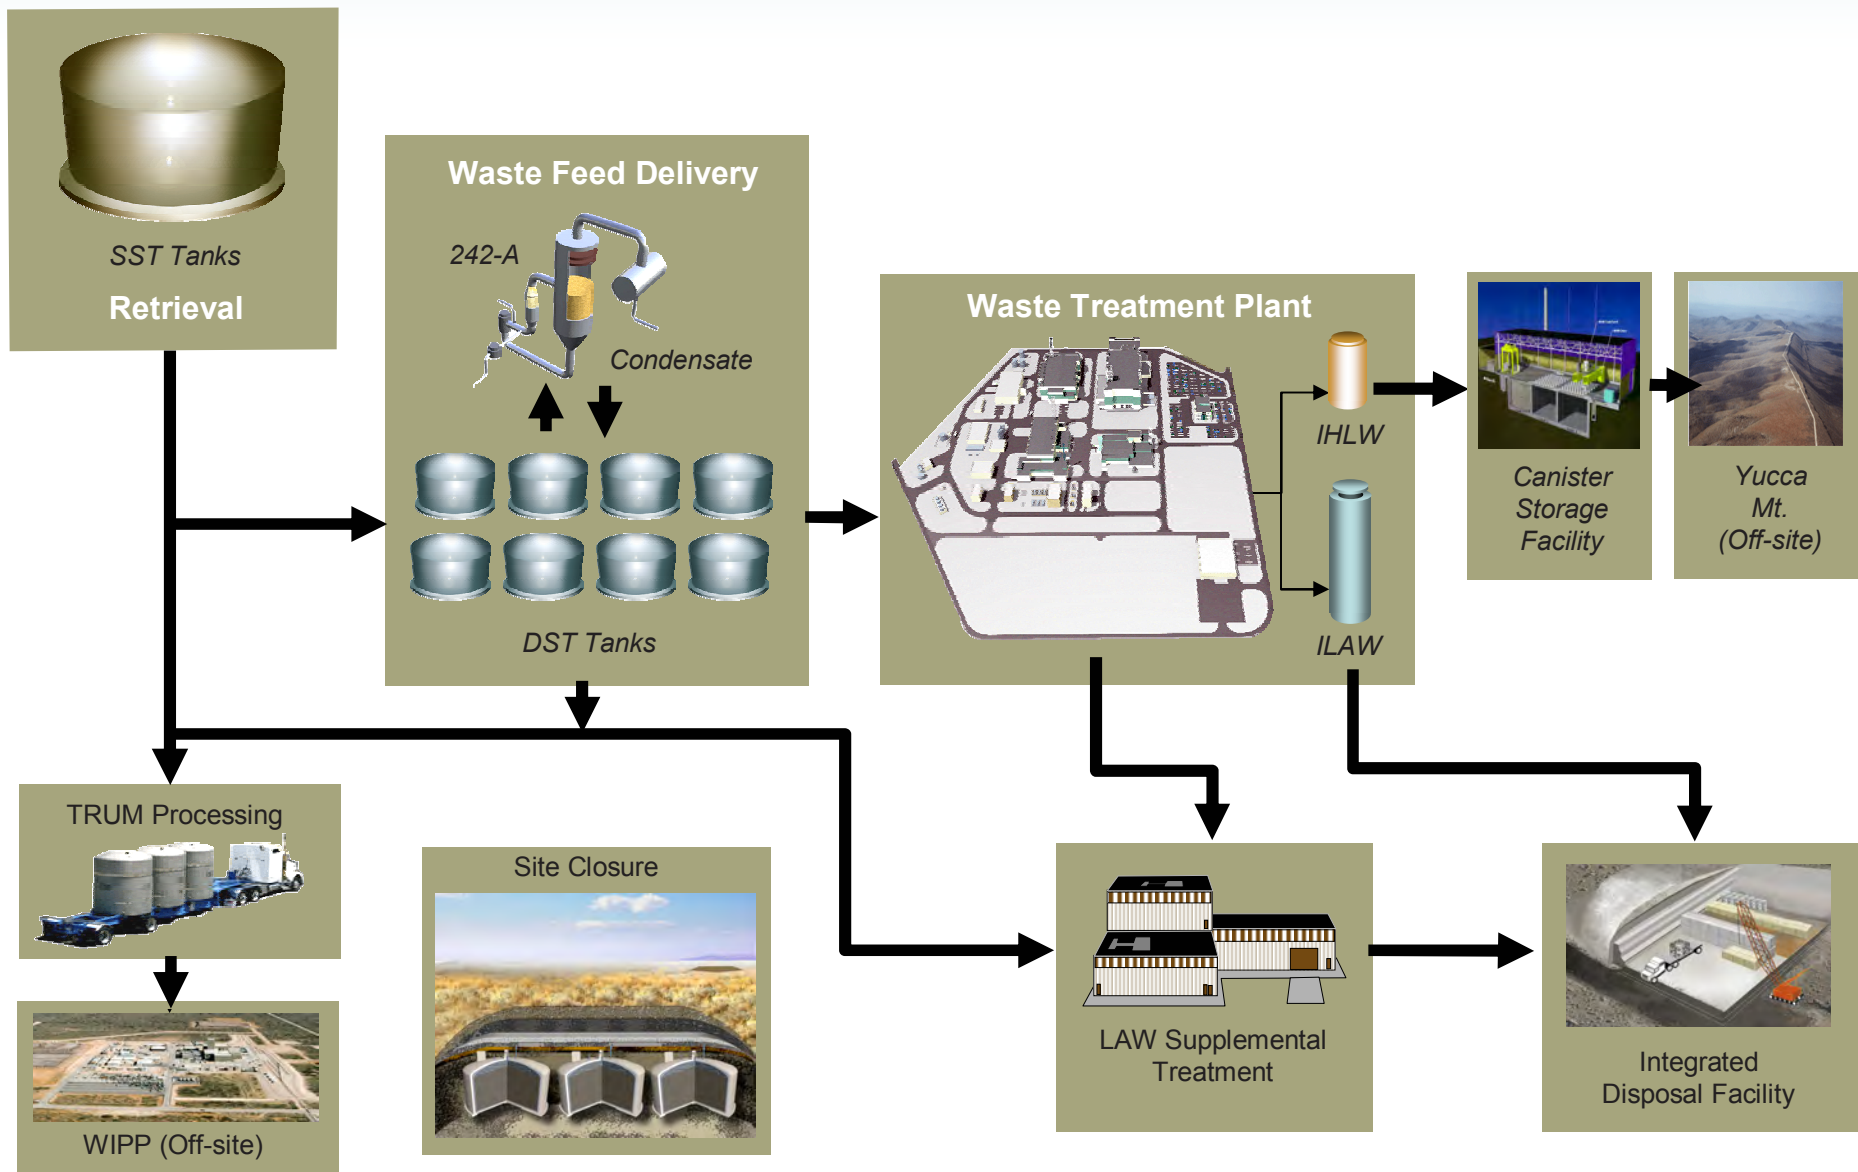 SST Tanks
Retrieval
Waste Feed Delivery
242-A
Condensate
DST Tanks
Waste Treatment Plant
IHLW
ILAW
Canister
Storage
Facility
Yucca
Mt.
(Off-site)
TRUM Processing
WIPP (Off-site)
Site Closure
LAW Supplemental
Treatment
Integrated
Disposal Facility